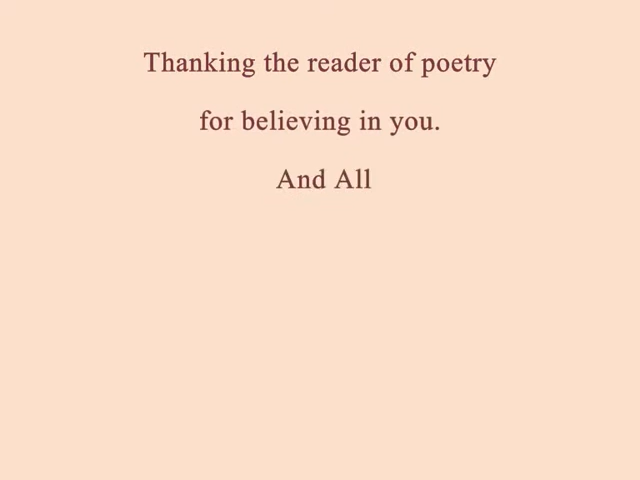 Thanking the reader of poetry
for believing in you.
And All